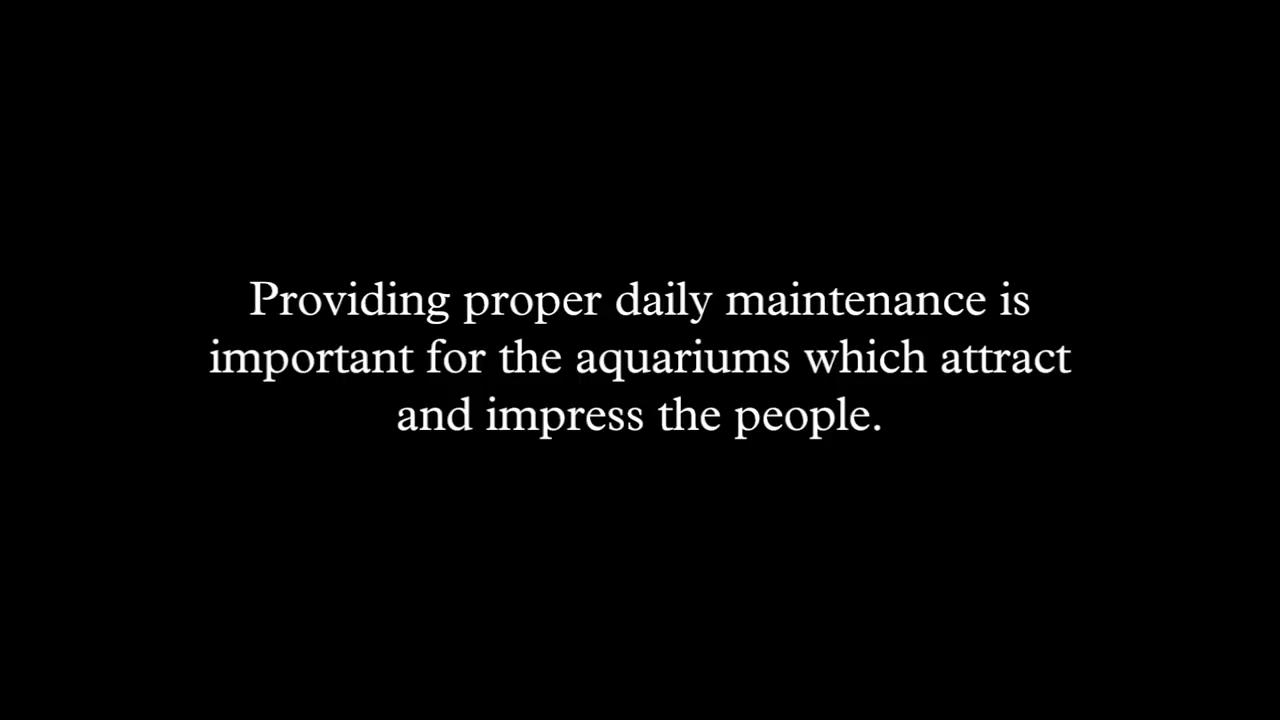 Providing proper daily maintenance is
important for the aquariums which attract
and impress the people.